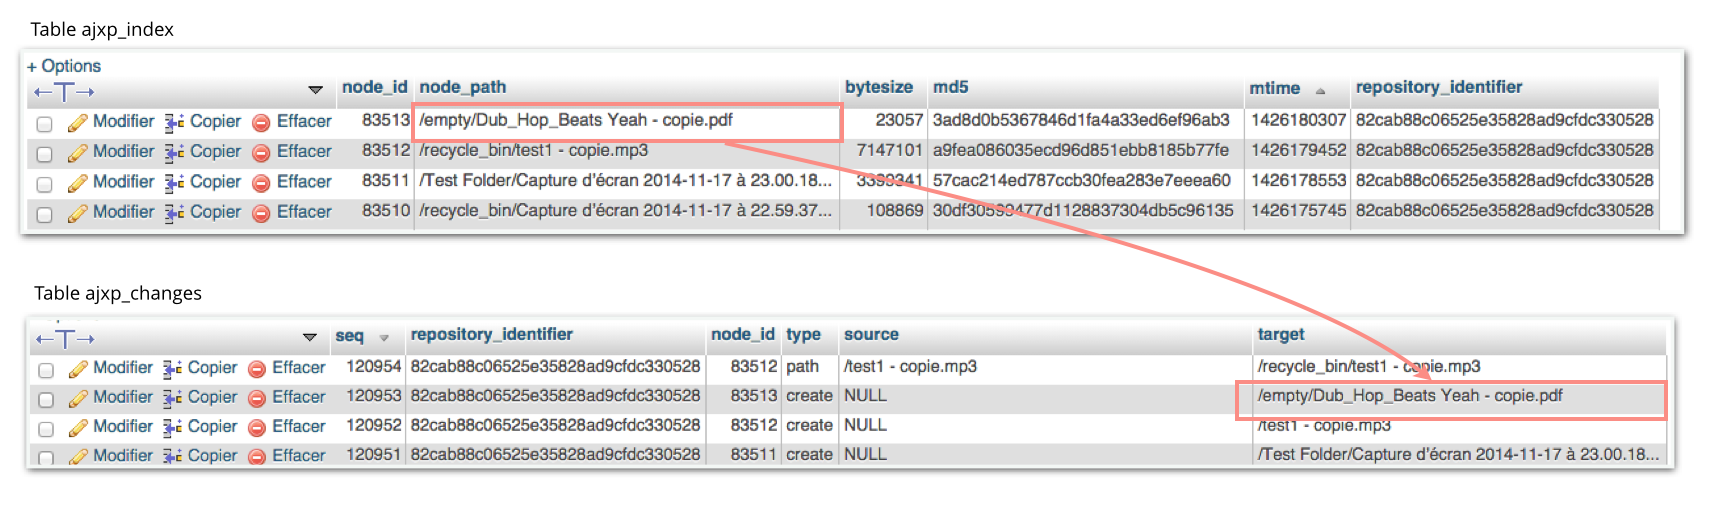 Table ajxp_index
+ Options
←T→ node_id node_path bytesize md5 mtime repository_identifier
Modifier Copier Effacer 83513 /empty/Dub_Hop_Beats Yeah - copie.pdf 23057 3ad8d0b5367846d1fa4a33ed6ef96ab3 1426180307 82cab88c06525e35828ad9cfdc330528
Modifier Copier Effacer 83512 /recycle_bin/test1 - copie.mp3 7147101 a9fea086035ecd96d851ebb8185b77fe 1426179452 82cab88c06525e35828ad9cfdc330528
Modifier Copier Effacer 83511 /Test Folder/Capture d'écran 2014-11-17 à 23.00.18... 3399341 57cac214ed787ccb30fea283e7eeea60 1426178553 82cab88c06525e35828ad9cfdc330528
Modifier Copier Effacer 83510 /recycle_bin/Capture d'écran 2014-11-17 à 22.59.37... 108869 30df30599477d1128837304db5c96135 1426175745 82cab88c06525e35828ad9cfdc330528
Table ajxp_changes
←T→ seq repository_identifier node_id type source target
Modifier Copier Effacer 120954 82cab88c06525e35828ad9cfdc330528 83512 path /test1 - copie.mp3 /recycle_bin/test1 - copie.mp3
Modifier Copier Effacer 120953 82cab88c06525e35828ad9cfdc330528 83513 create NULL /empty/Dub_Hop_Beats Yeah - copie.pdf
Modifier Copier Effacer 120952 82cab88c06525e35828ad9cfdc330528 83512 create NULL /test1 - copie.mp3
Modifier Copier Effacer 120951 82cab88c06525e35828ad9cfdc330528 83511 create NULL /Test Folder/Capture d'écran 2014-11-17 à 23.00.18...